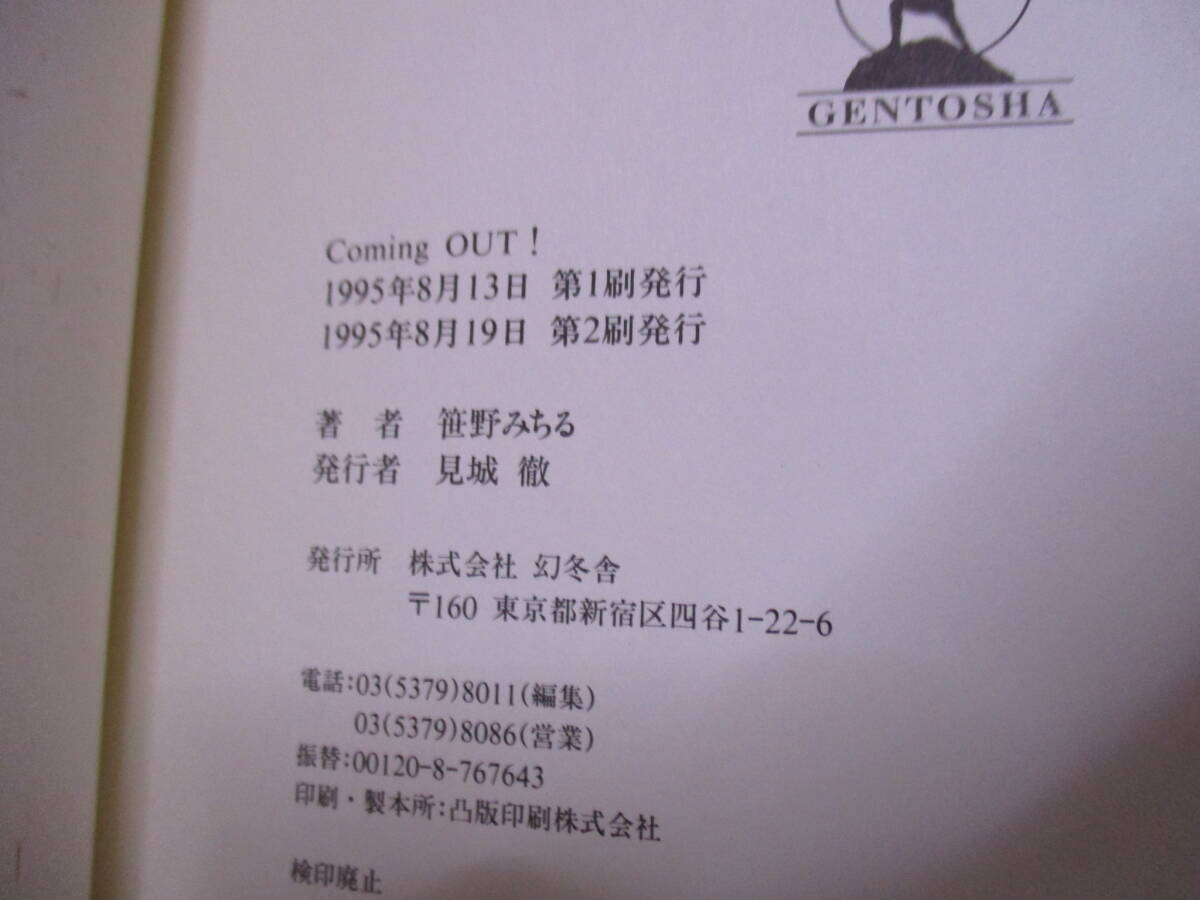 GENTOSHA
Coming OUT!
1995年8月13日 第1刷発行
1995年8月19日 第2刷発行
著 者 笹野みちる
発行者 見城 徹
発行所 株式会社 幻冬舎
〒160 東京都新宿区四谷1-22-6
電話:03(5379)8011(編集)
03(5379)8086(営業)
振替:00120-8-767643
印刷・製本所:凸版印刷株式会社
検印廃止